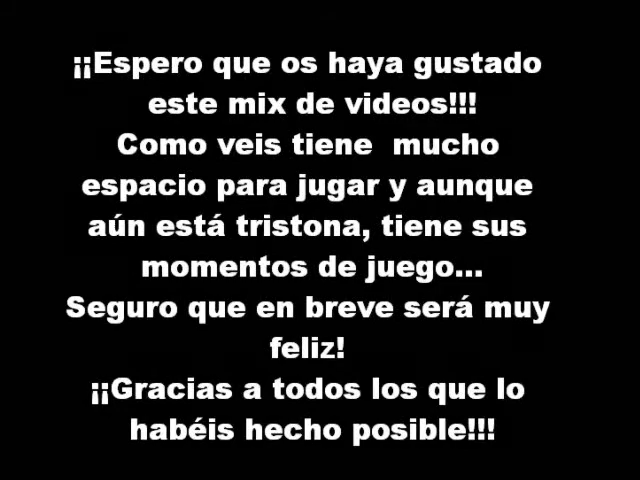 ¡¡Espero que os haya gustado
este mix de videos!!!
Como veis tiene  mucho
espacio para jugar y aunque
aún está tristona, tiene sus
momentos de juego...
Seguro que en breve será muy
feliz!
¡¡Gracias a todos los que lo
habéis hecho posible!!!